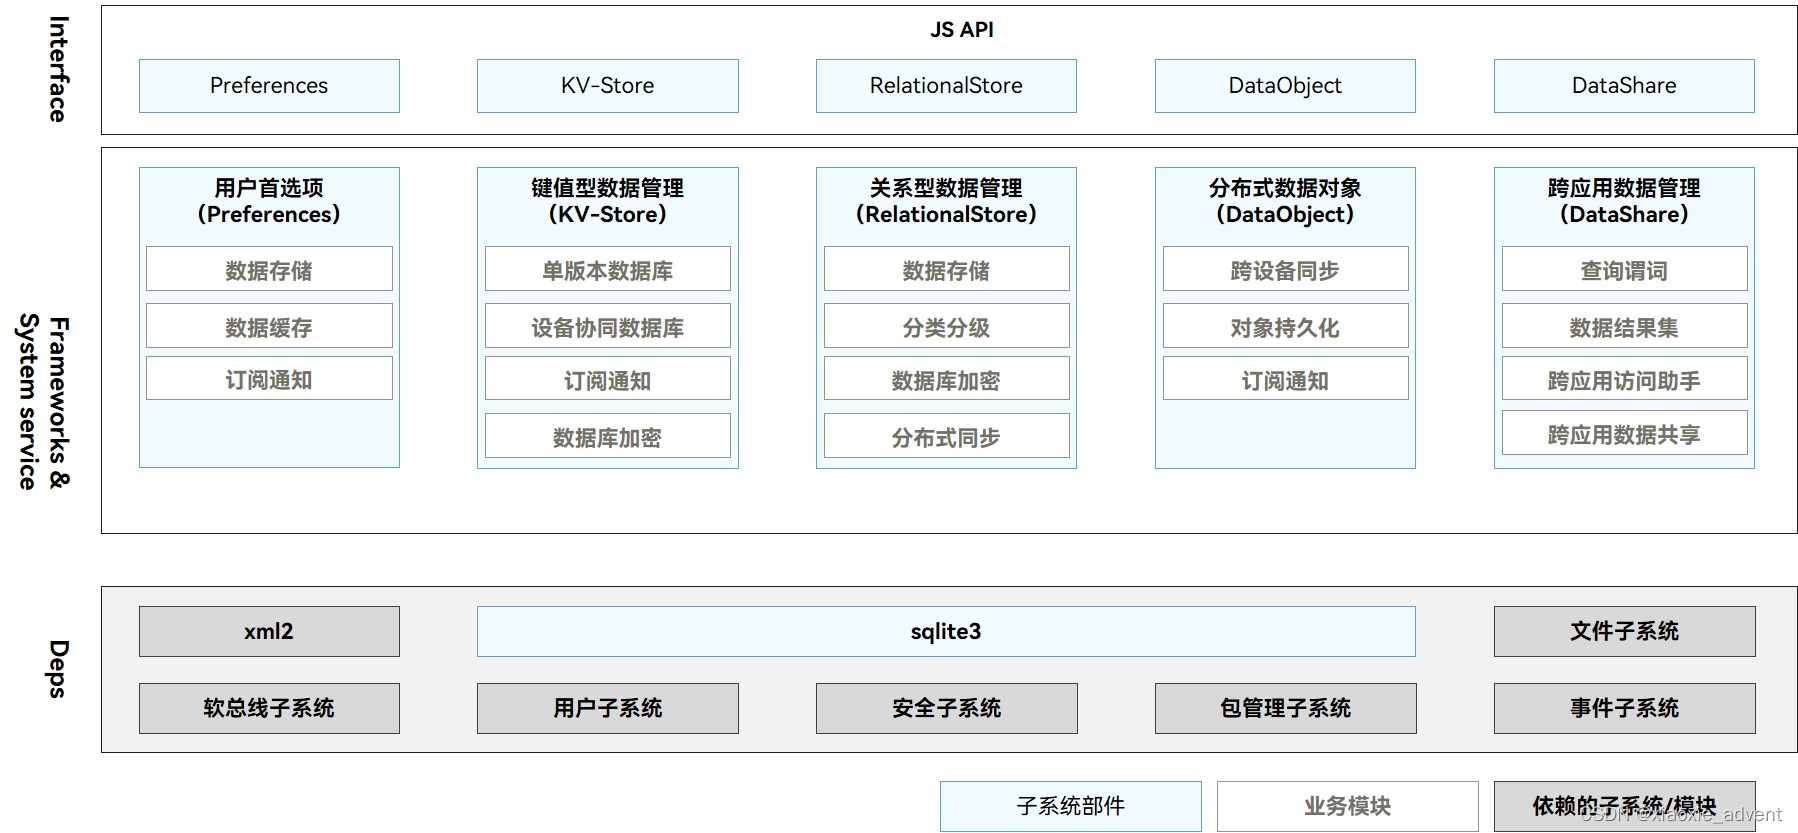 Interface
JS API
Preferences
KV-Store
RelationalStore
DataObject
DataShare
Frameworks &
System service
用户首选项
(Preferences)
数据存储
数据缓存
订阅通知
键值型数据管理
(KV-Store)
单版本数据库
设备协同数据库
订阅通知
数据库加密
关系型数据管理
(RelationalStore)
数据存储
分类分级
数据库加密
分布式同步
分布式数据对象
(DataObject)
跨设备同步
对象持久化
订阅通知
跨应用数据管理
(DataShare)
查询谓词
数据结果集
跨应用访问助手
跨应用数据共享
Deps
xml2
sqlite3
文件子系统
软总线子系统
用户子系统
安全子系统
包管理子系统
事件子系统
子系统部件
业务模块
依赖的子系统/模块
CSDN @xiaoxie_advent